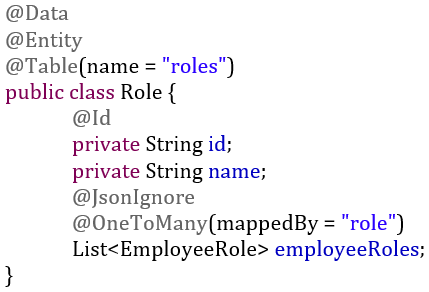 @Data
@Entity
@Table(name = "roles")
public class Role {
@Id
private String id;
private String name;
@JsonIgnore
@OneToMany(mappedBy = "role")
List<EmployeeRole> employeeRoles;
}